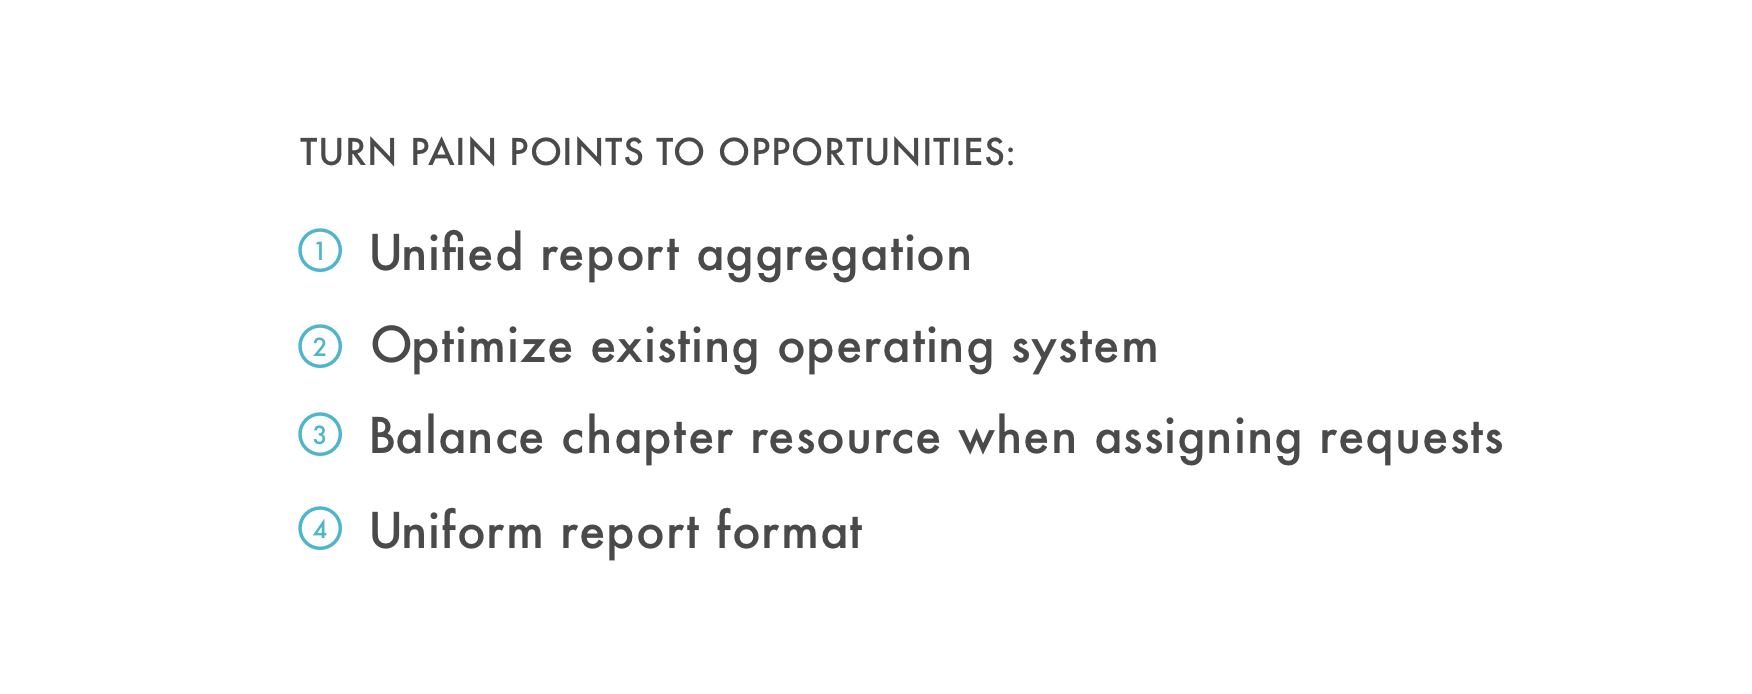 TURN PAIN POINTS TO OPPORTUNITIES:
1 Unified report aggregation
2 Optimize existing operating system
3 Balance chapter resource when assigning requests
4 Uniform report format